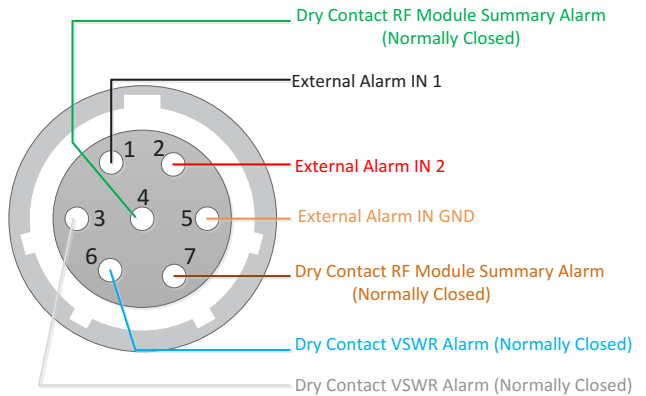 Dry Contact RF Module Summary Alarm
(Normally Closed)
External Alarm IN 1
1
2
External Alarm IN 2
4
3
5
External Alarm IN GND
6
7
Dry Contact RF Module Summary Alarm
(Normally Closed)
Dry Contact VSWR Alarm (Normally Closed)
Dry Contact VSWR Alarm (Normally Closed)